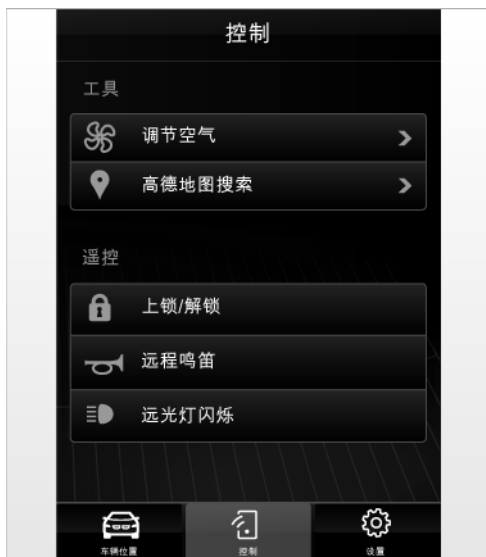 控制
工具
调节空气
高德地图搜索
遥控
上锁/解锁
远程鸣笛
远光灯闪烁
车辆位置
控制
设置